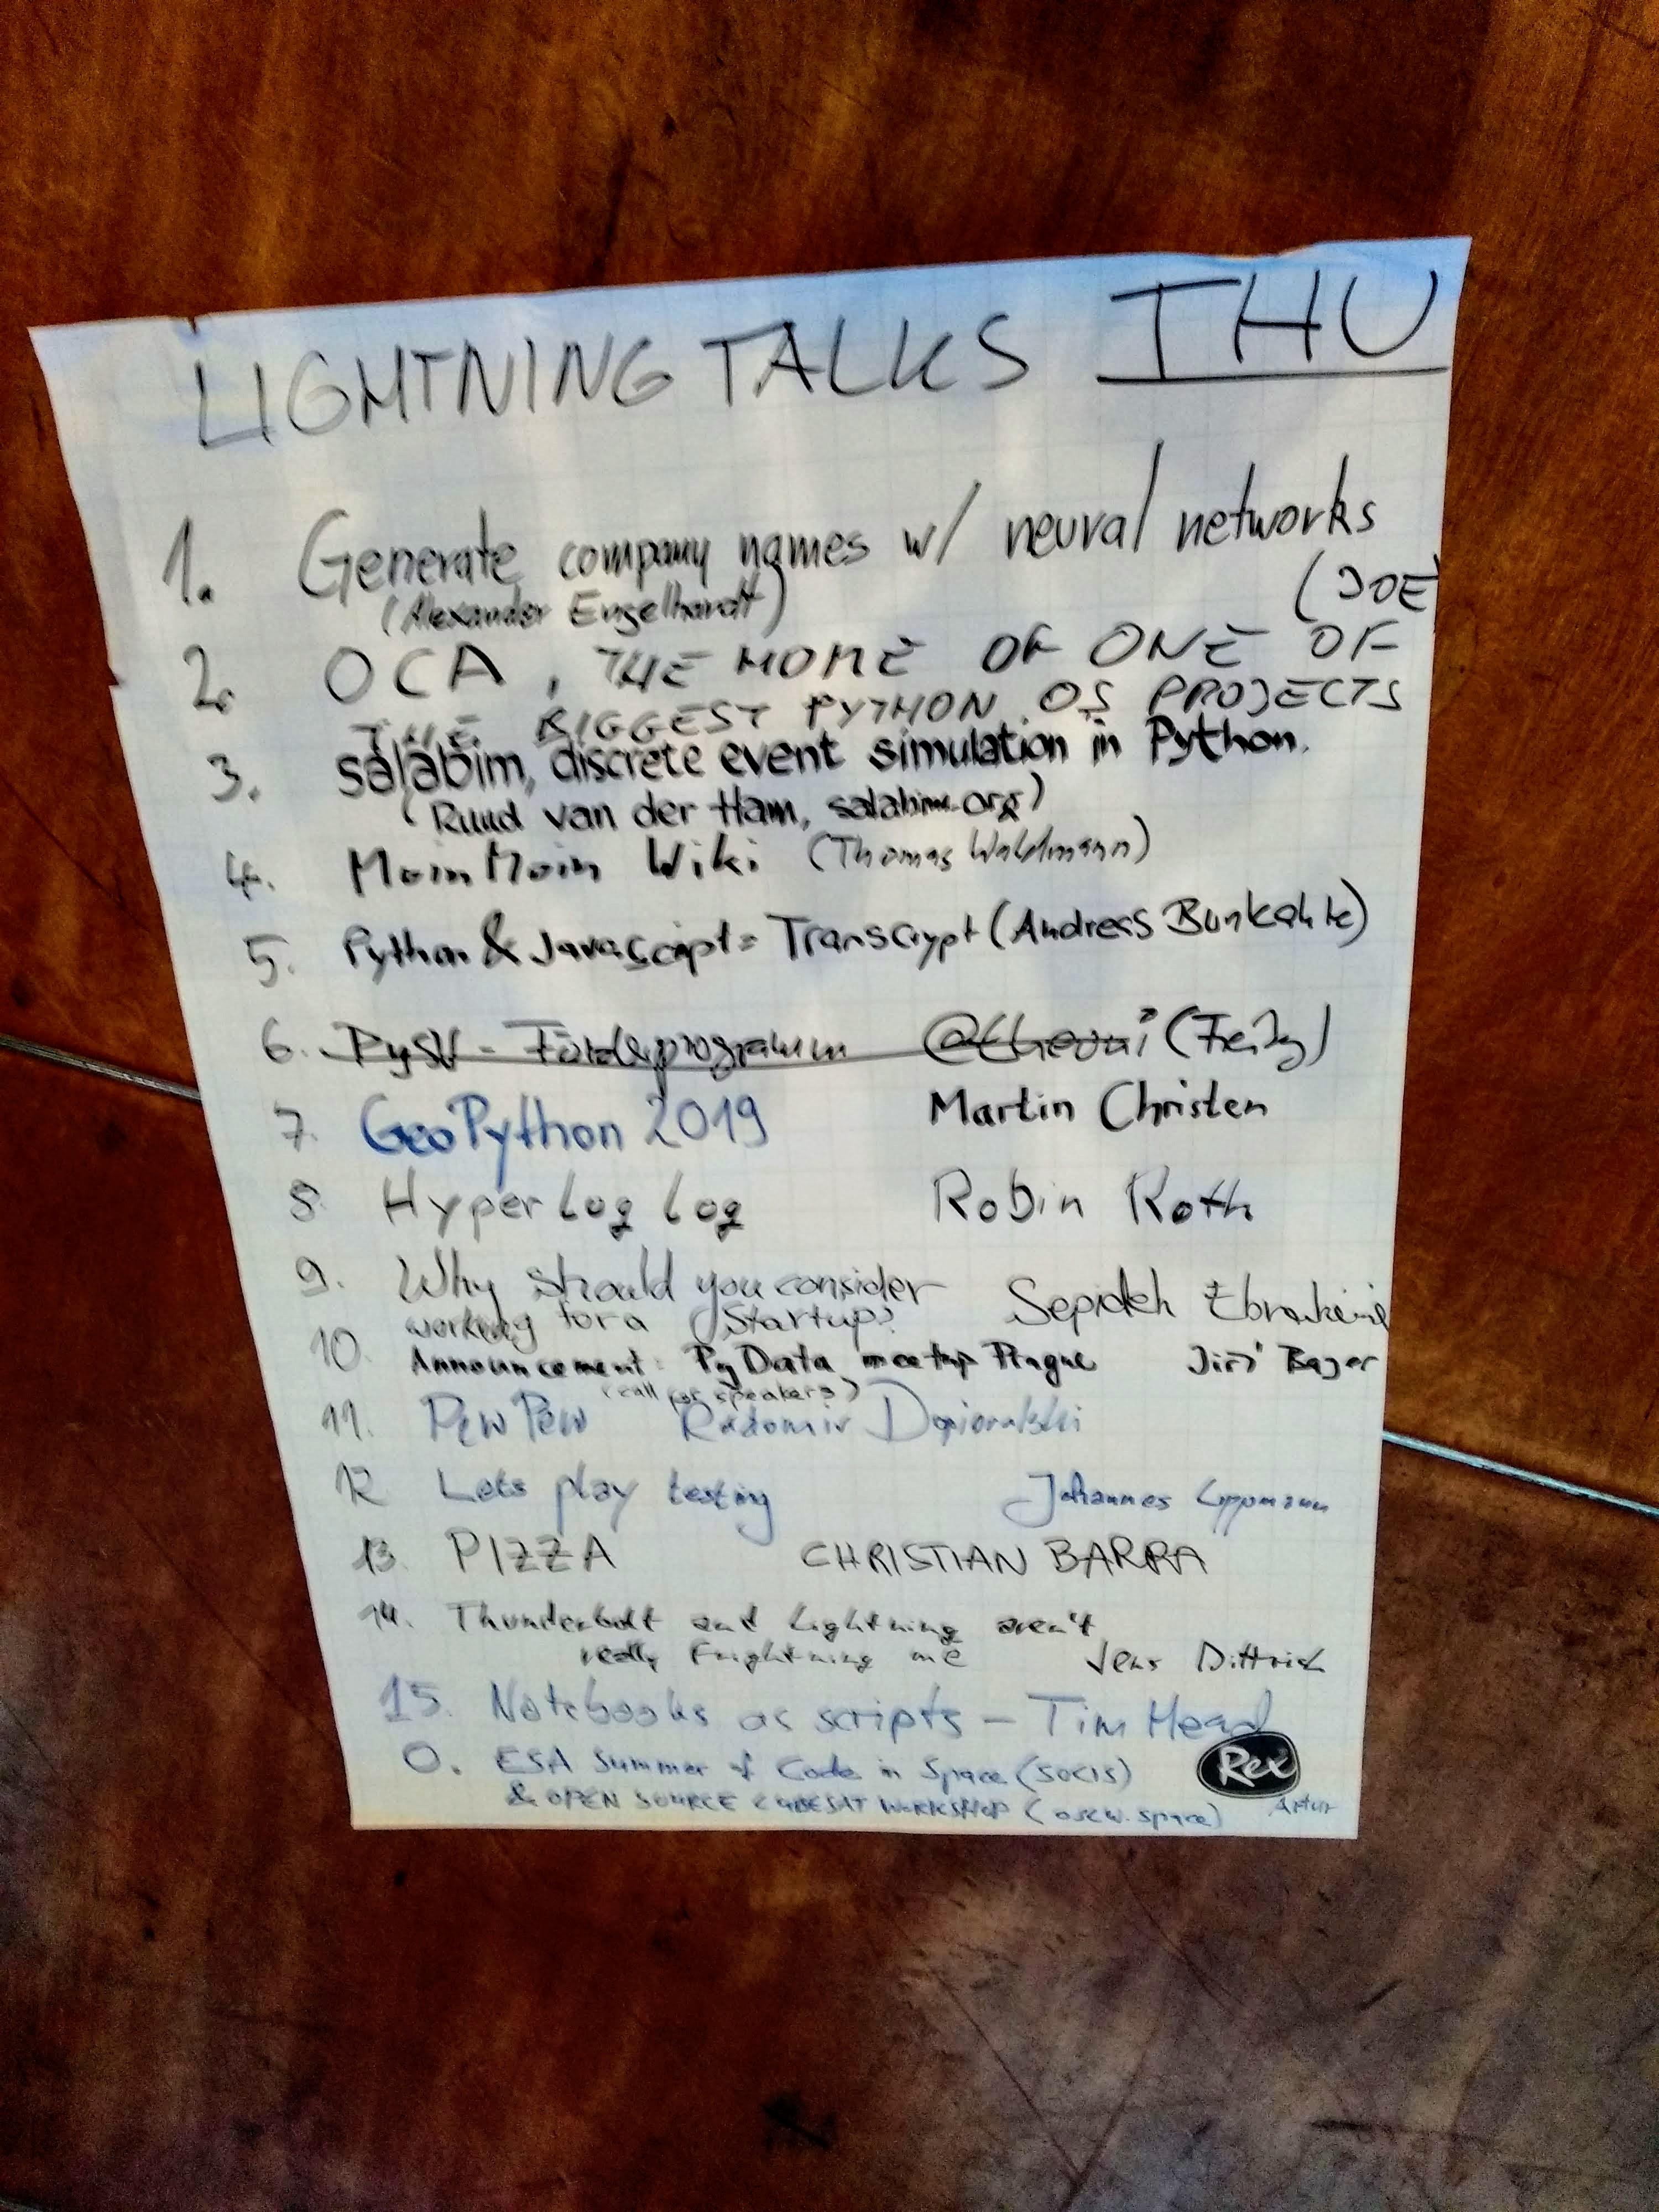 LIGHTNING TALKS THU
1. Generate company names w/ neural networks
(Alexander Engelhardt) (JOE)
2. OCA, THE HOME OF ONE OF
THE BIGGEST PYTHON OS PROJECTS
3. salabim, discrete event simulation in Python.
(Ruud van der Ham, salabim.org)
4. MoinMoin Wiki (Thomas Waldmann)
5. Python & Javascript = Transcrypt (Andreas Bunkahle)
6. PySV - Förderprogramm
7. GeoPython 2019 Martin Christen
8. HyperLogLog Robin Roth
9. Why should you consider Sepideh
working for a Startup?
10. Announcement: PyData meetup Prague Jiří Bajer
(call for speakers)
11. PewPew Radomir Dopieralski
12 Lets play testing Johannes Lippmann
13. PIZZA CHRISTIAN BARRA
14. Thunderbolt and Lightning aren't
really frightning me Jens Dittrich
15. Notebooks as scripts - Tim Head
0. ESA Summer of Code in Space (SOCIS) Rex
& OPEN SOURCE CUBESAT WORKSHOP (oscw.space) Artur